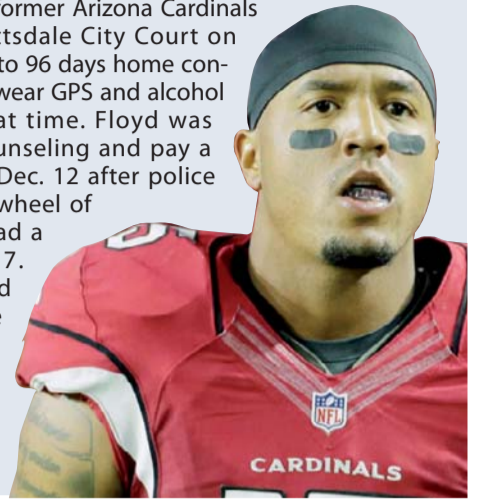 ormer Arizona Cardinals
ttsdale City Court on
to 96 days home con-
wear GPS and alcohol
at time. Floyd was
unseling and pay a
Dec. 12 after police
wheel of
ad a
7.
d
e
NFL
CARDINALS